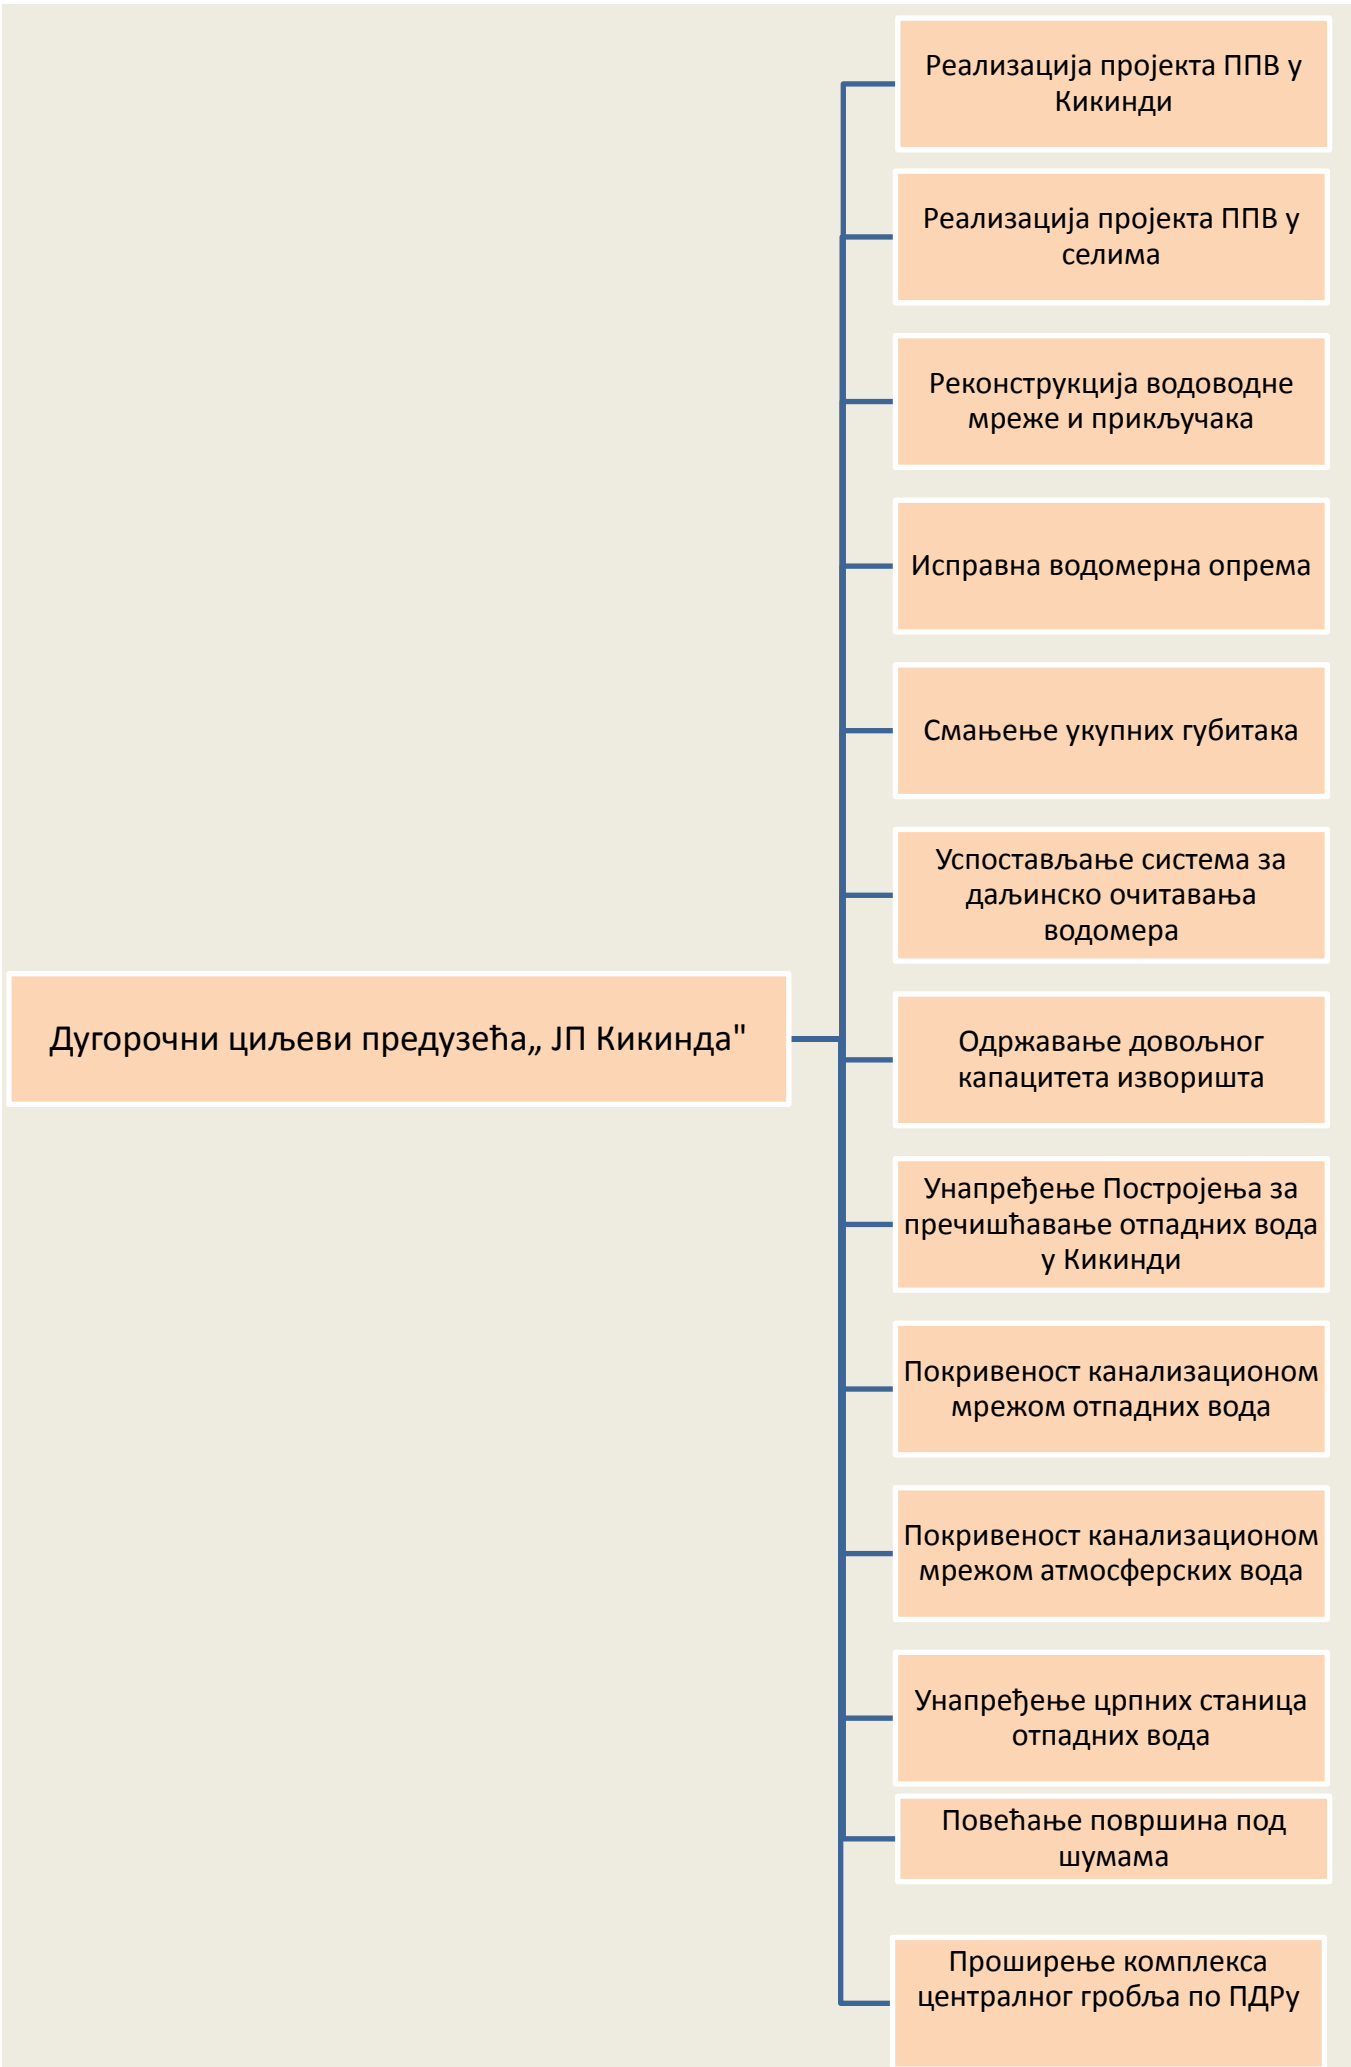 Реализација пројекта ППВ у
Кикинди
Реализација пројекта ППВ у
селима
Реконструкција водоводне
мреже и прикључака
Исправна водомерна опрема
Смањење укупних губитака
Успостављање система за
даљинско очитавања
водомера
Дугорочни циљеви предузећа„ ЈП Кикинда"
Одржавање довољног
капацитета изворишта
Унапређење Постројења за
пречишћавање отпадних вода
у Кикинди
Покривеност канализационом
мрежом отпадних вода
Покривеност канализационом
мрежом атмосферских вода
Унапређење црпних станица
отпадних вода
Повећање површина под
шумама
Проширење комплекса
централног гробља по ПДРу